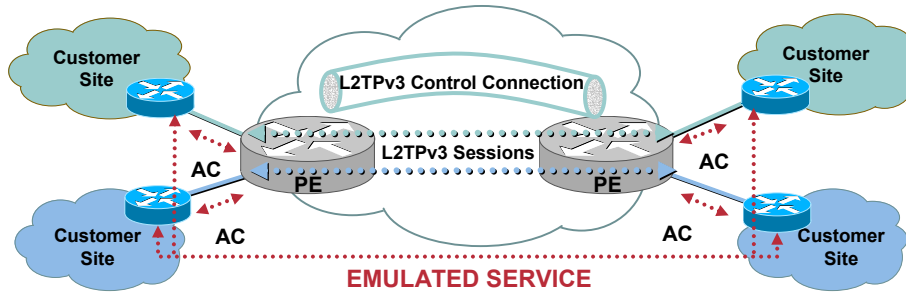 Customer
Site
Customer
Site
L2TPv3 Control Connection
L2TPv3 Sessions
AC
AC
PE
PE
Customer
Site
Customer
Site
AC
AC
EMULATED SERVICE